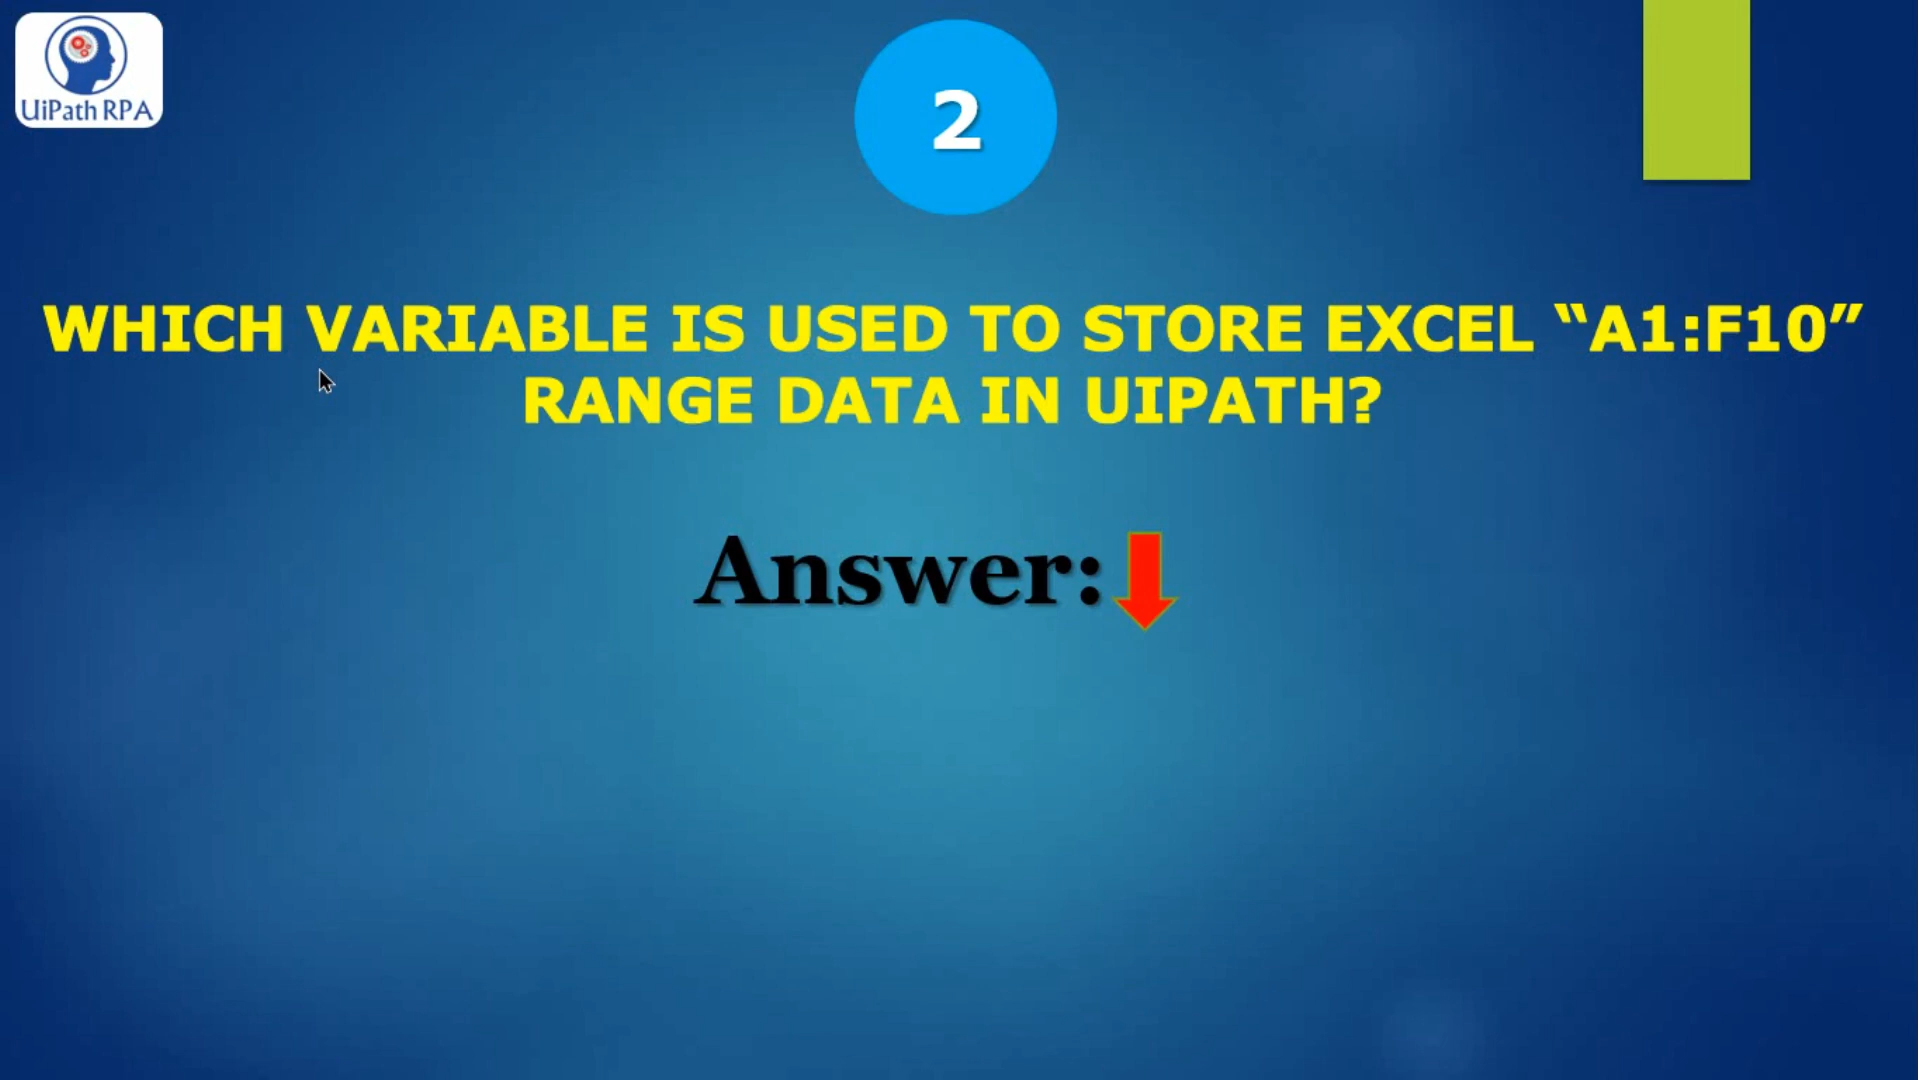 UiPath RPA
2
WHICH VARIABLE IS USED TO STORE EXCEL “A1:F10”
RANGE DATA IN UIPATH?
Answer: